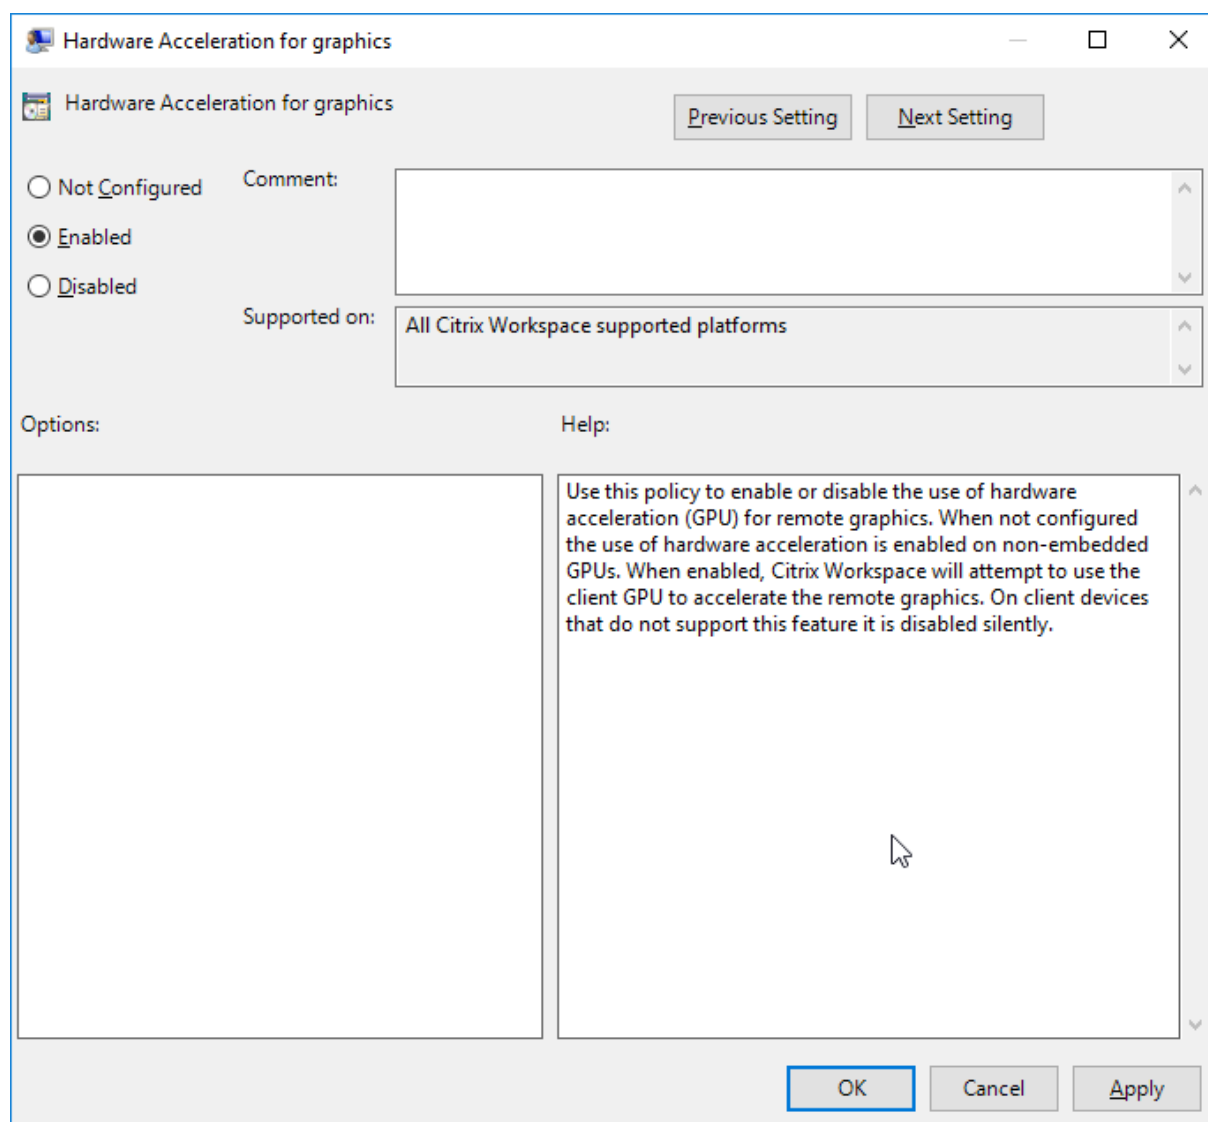 Hardware Acceleration for graphics
Hardware Acceleration for graphics
Previous Setting
Next Setting
Not Configured
Comment:
Enabled
Disabled
Supported on:
All Citrix Workspace supported platforms
Options:
Help:
Use this policy to enable or disable the use of hardware
acceleration (GPU) for remote graphics. When not configured
the use of hardware acceleration is enabled on non-embedded
GPUs. When enabled, Citrix Workspace will attempt to use the
client GPU to accelerate the remote graphics. On client devices
that do not support this feature it is disabled silently.
OK
Cancel
Apply